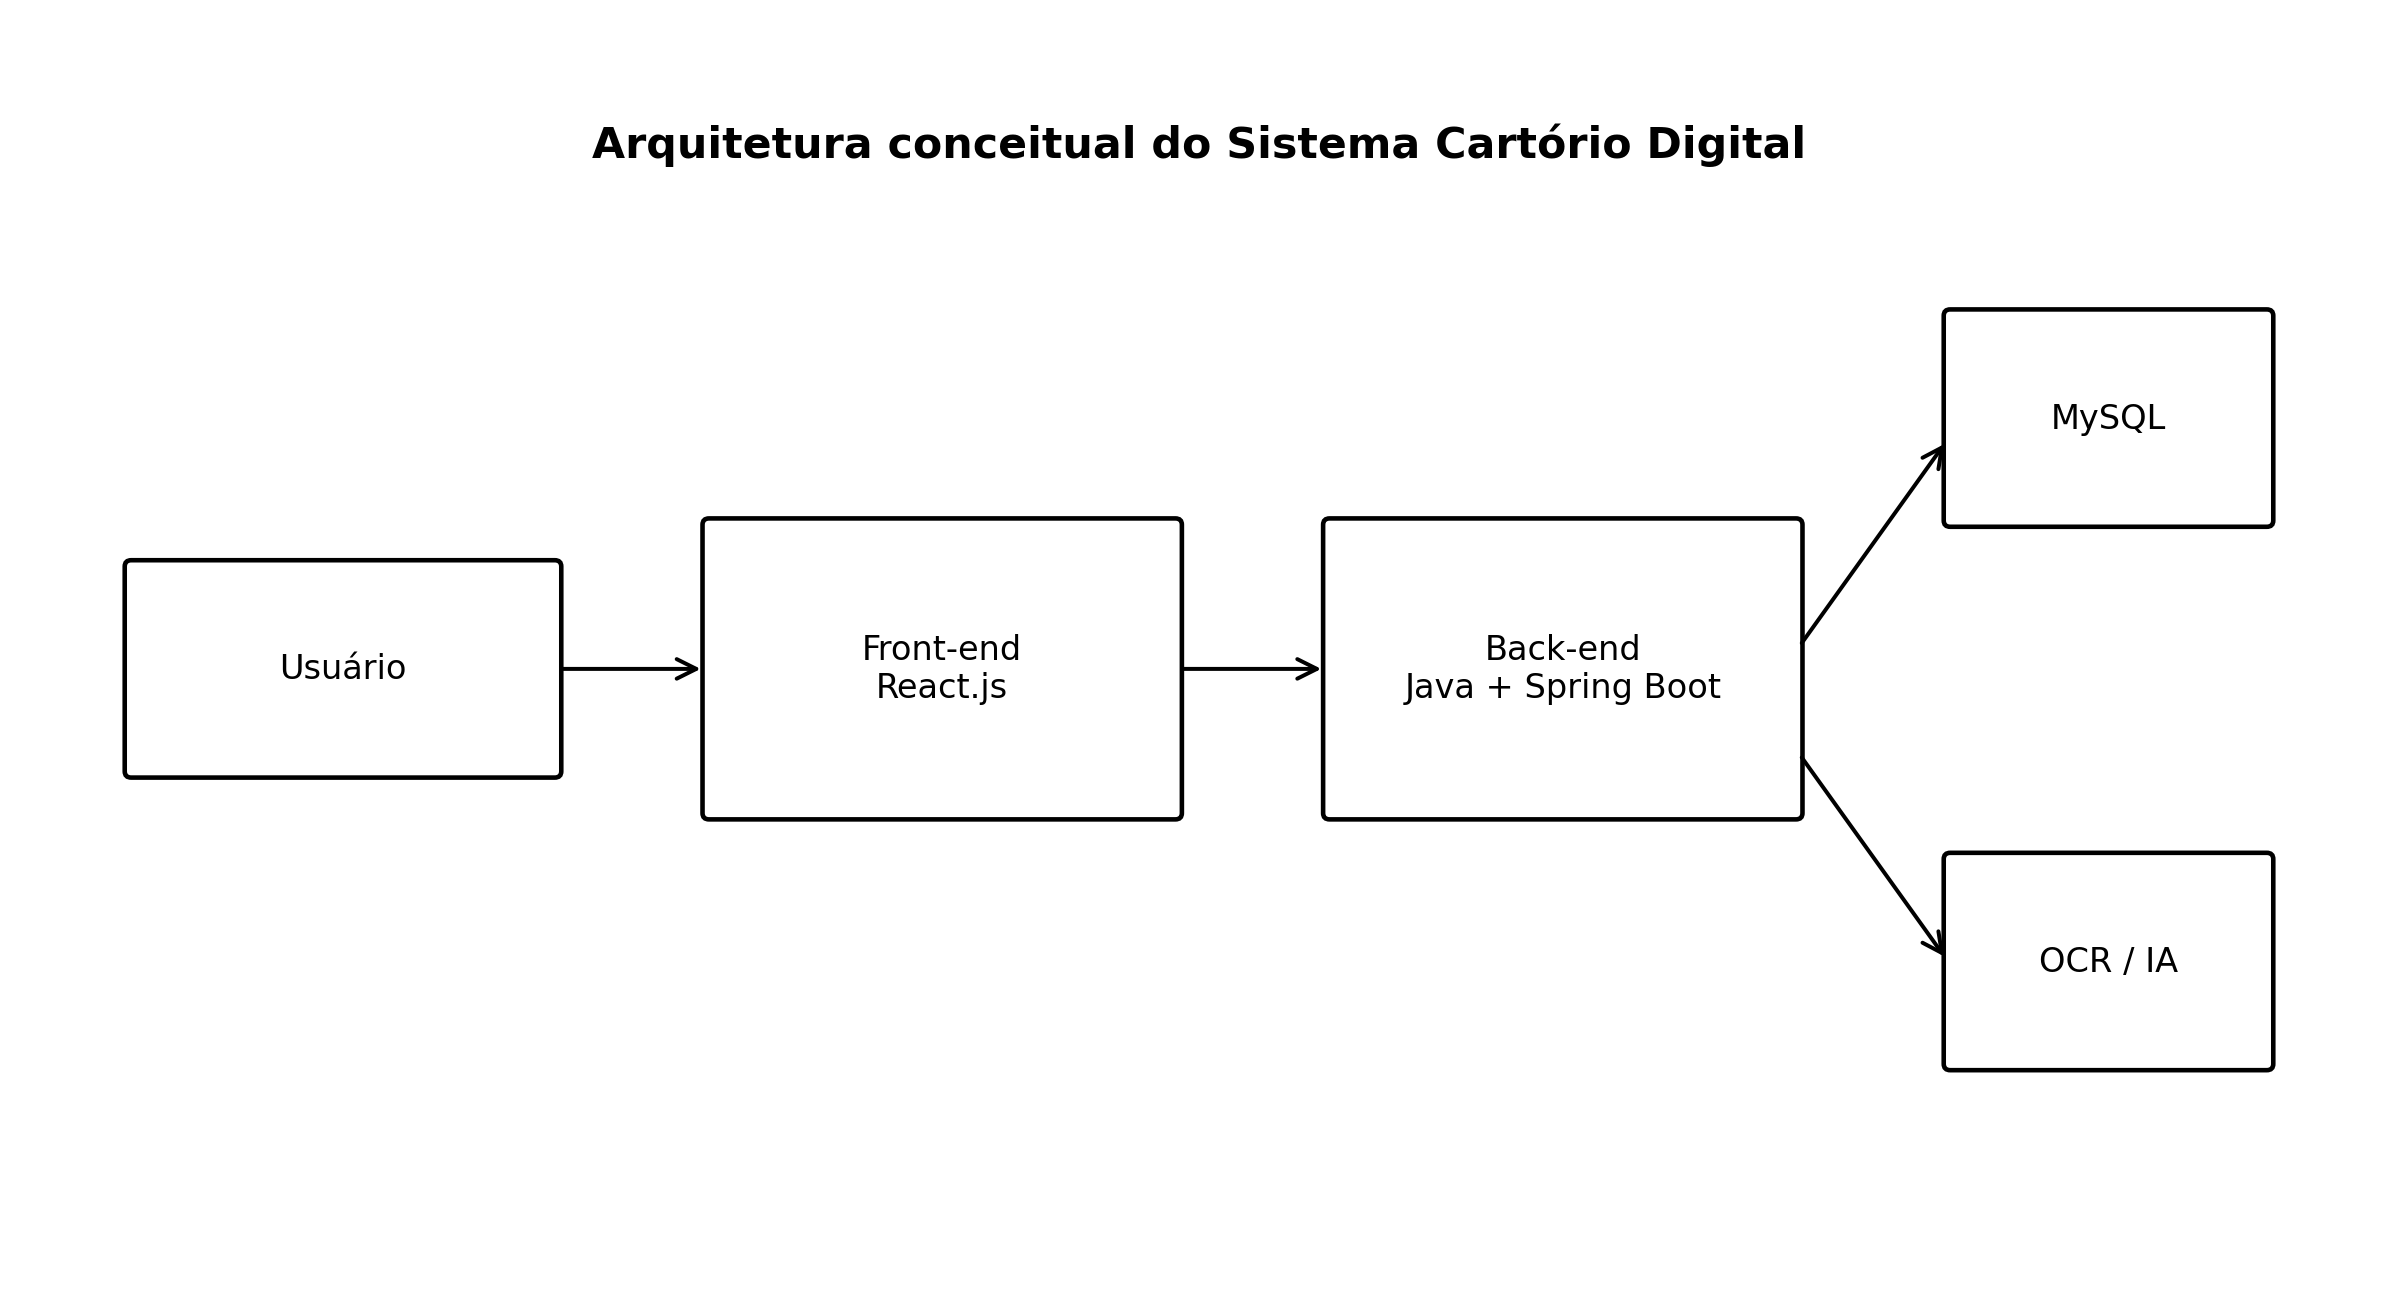 Arquitetura conceitual do Sistema Cartório Digital
Usuário
Front-end
React.js
Back-end
Java + Spring Boot
MySQL
OCR / IA